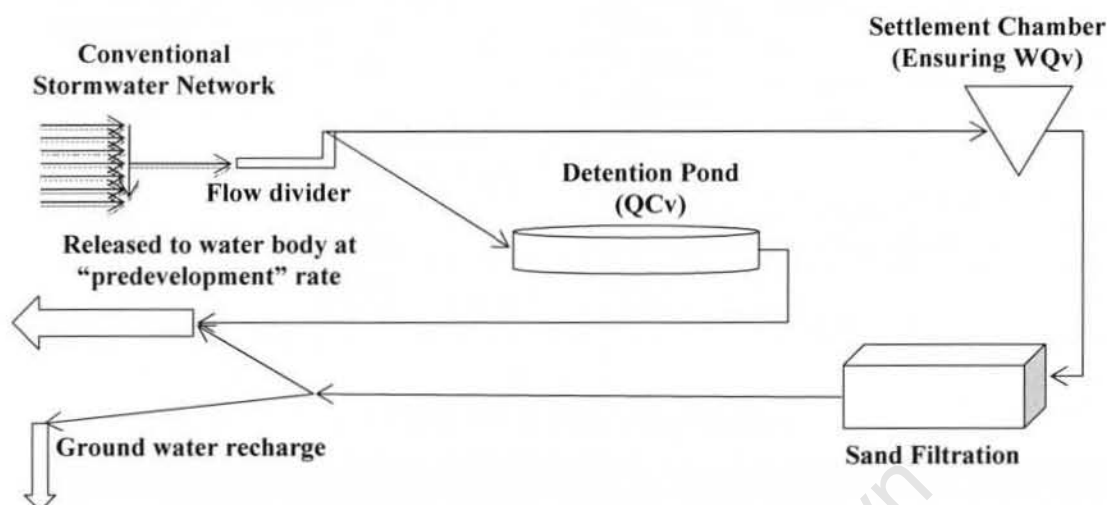 Conventional
Stormwater Network
Flow divider
Settlement Chamber
(Ensuring WQv)
Detention Pond
(QCv)
Released to water body at
“predevelopment” rate
Ground water recharge
Sand Filtration